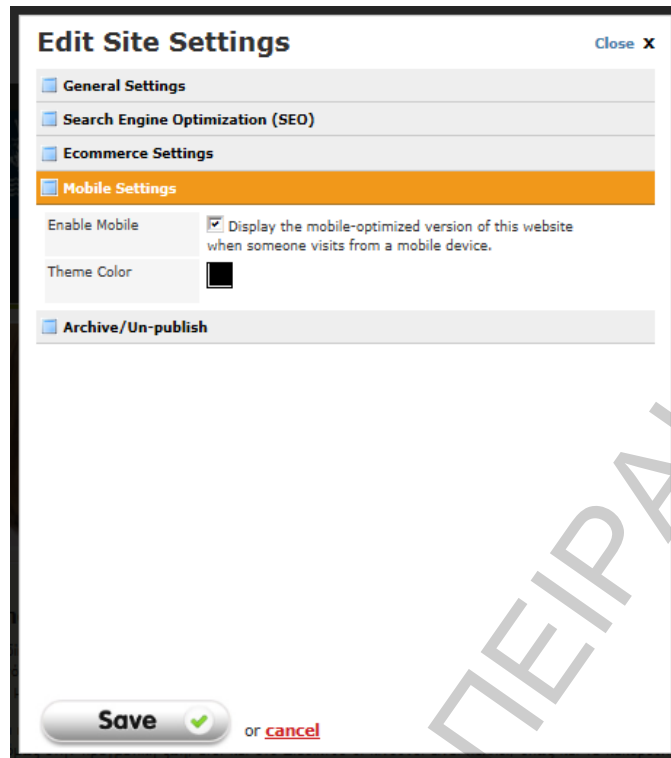 Edit Site Settings
Close X
General Settings
Search Engine Optimization (SEO)
Ecommerce Settings
Mobile Settings
Enable Mobile
Display the mobile-optimized version of this website
when someone visits from a mobile device.
Theme Color
Archive/Un-publish
Save
or cancel